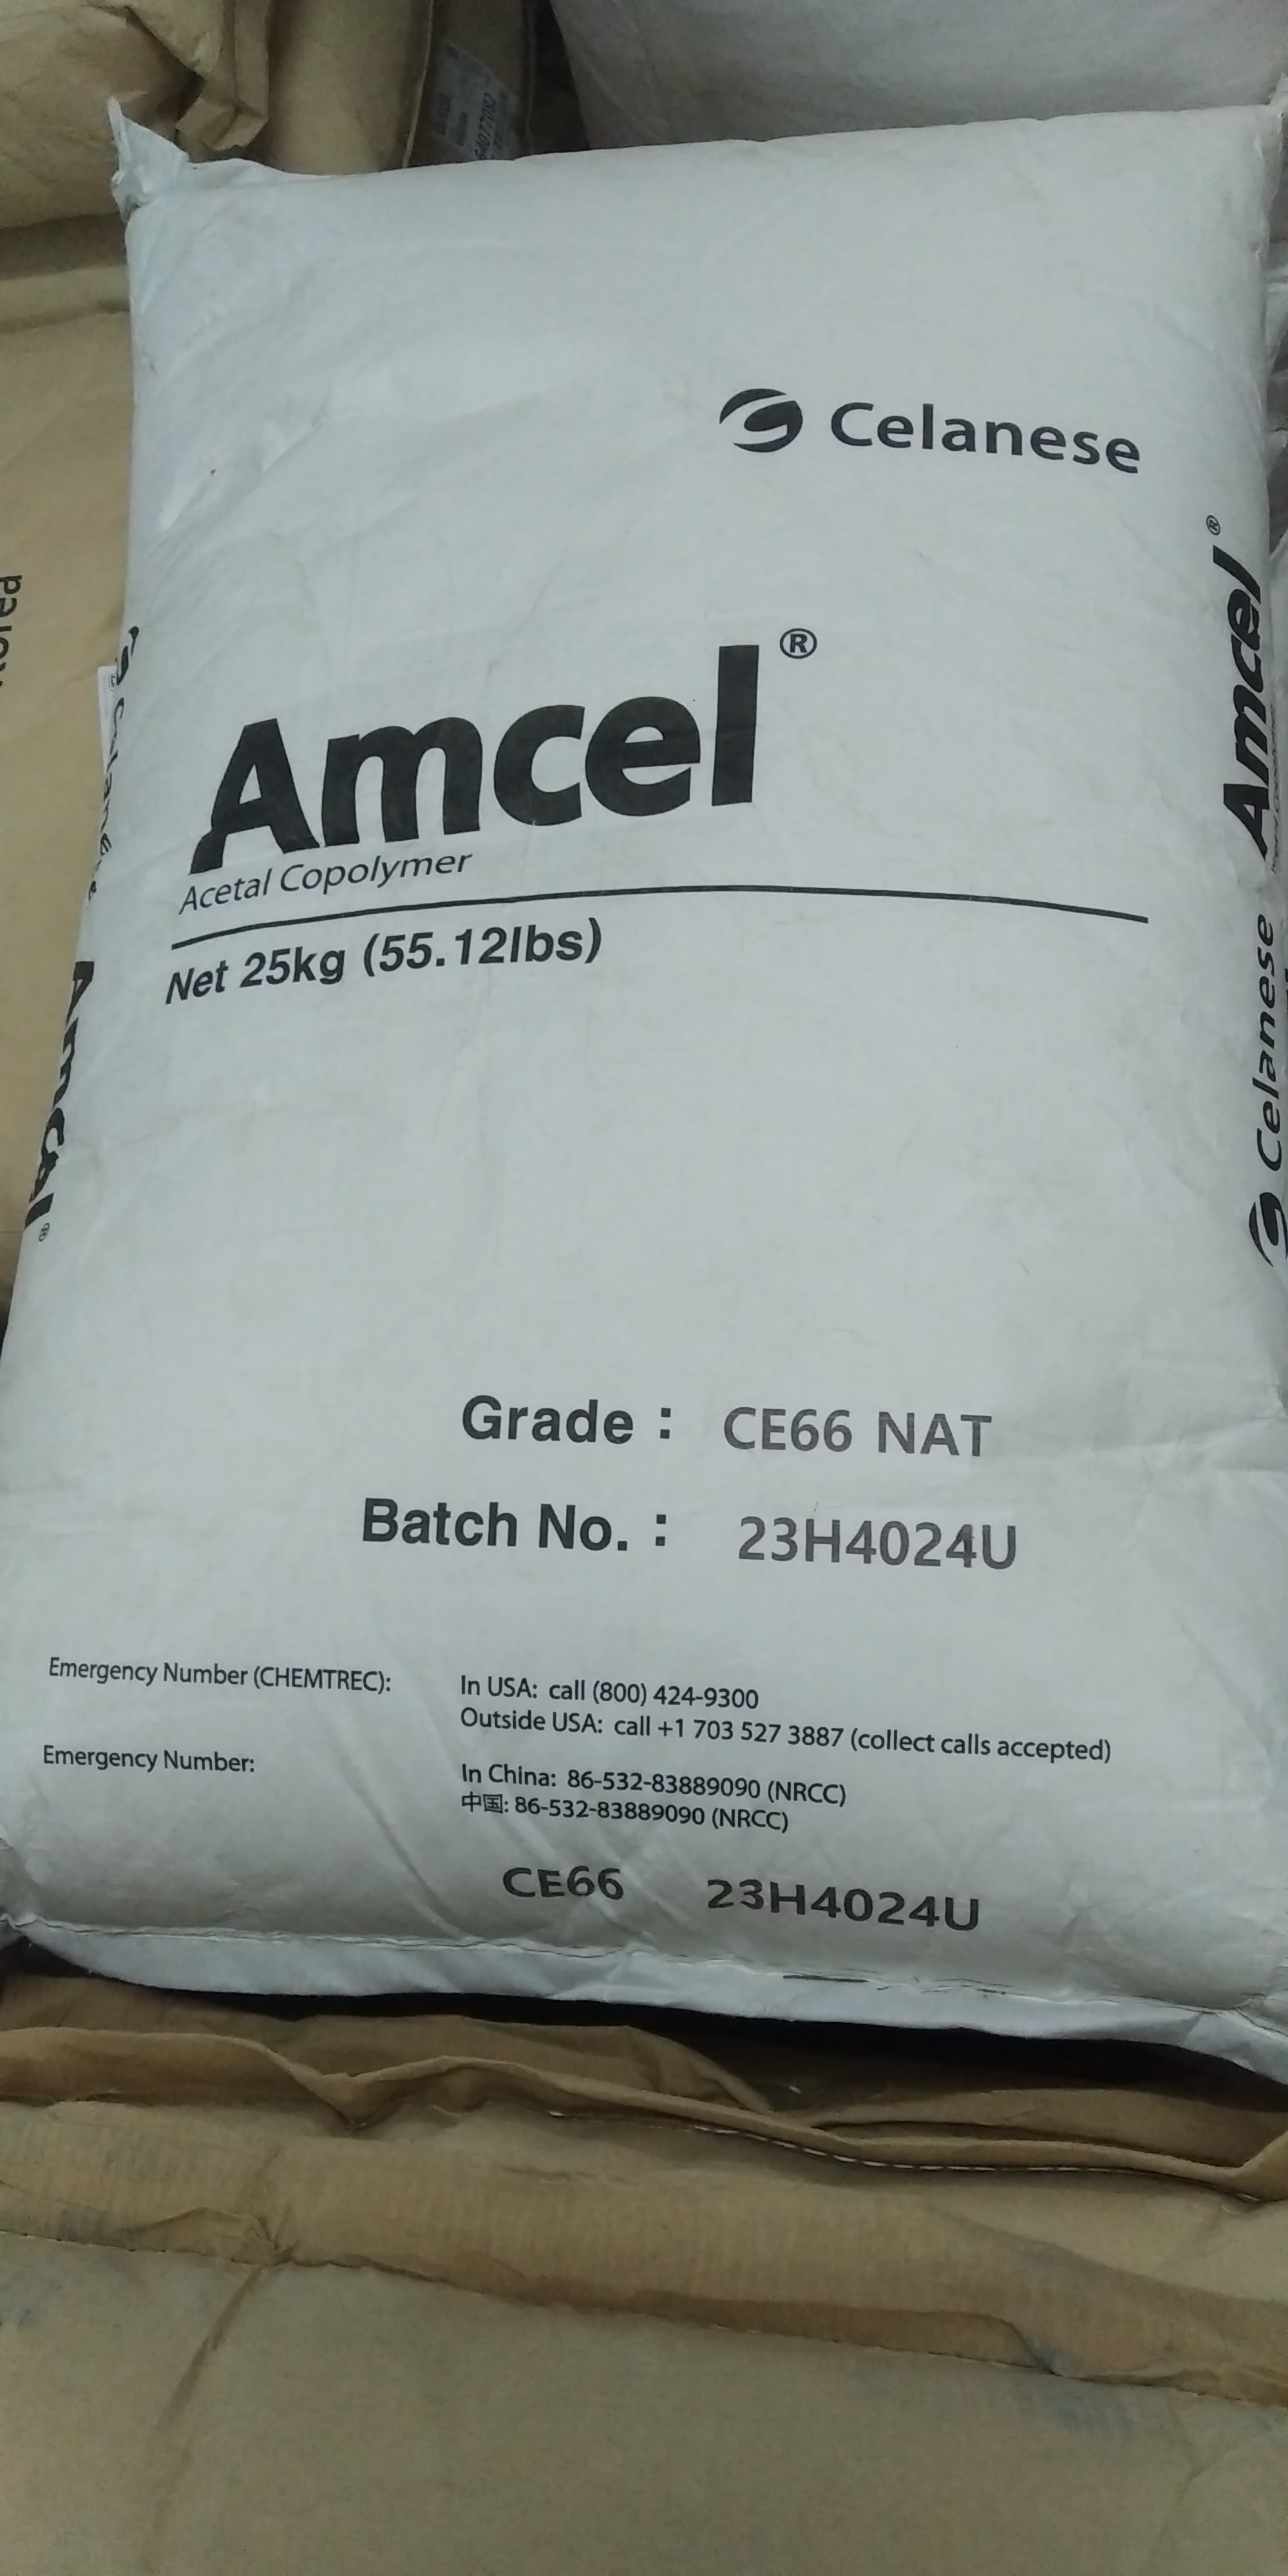 Celanese
Amcel®
Acetal Copolymer
Net 25kg (55.12lbs)
Grade : CE66 NAT
Batch No. : 23H4024U
Emergency Number (CHEMTREC): In USA: call (800) 424-9300
Outside USA: call +1 703 527 3887 (collect calls accepted)
Emergency Number: In China: 86-532-83889090 (NRCC)
中国: 86-532-83889090 (NRCC)
CE66 23H4024U
Celanese Amcel®
Amcel®